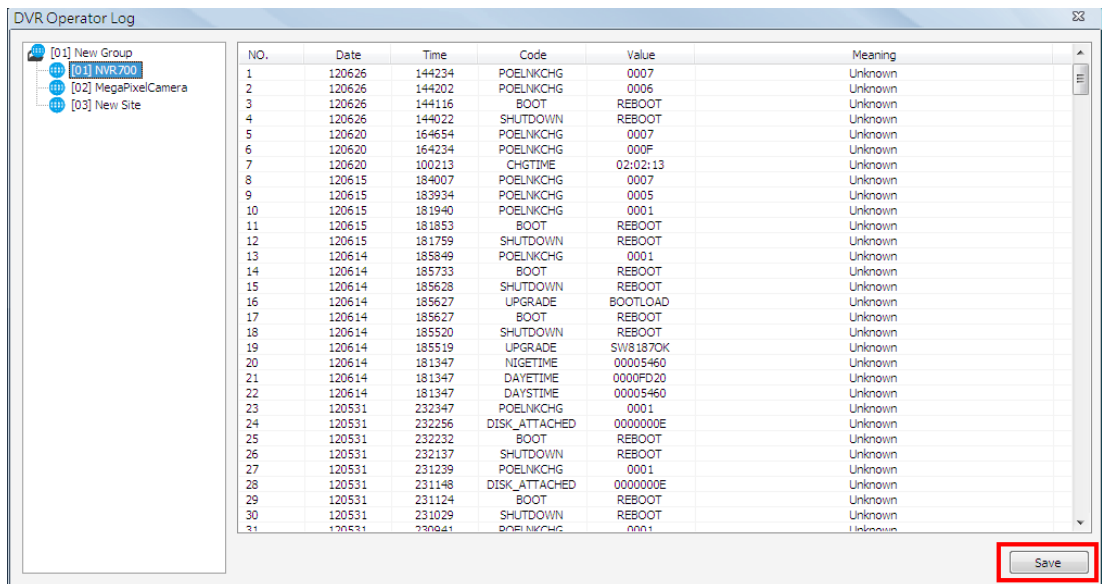 DVR Operator Log
[01] New Group
[01] NVR700
[02] MegaPixelCamera
[03] New Site
NO. Date Time Code Value Meaning
1 120626 144234 POELNKCHG 0007 Unknown
2 120626 144202 POELNKCHG 0006 Unknown
3 120626 144116 BOOT REBOOT Unknown
4 120626 144022 SHUTDOWN REBOOT Unknown
5 120620 164654 POELNKCHG 0007 Unknown
6 120620 164234 POELNKCHG 000F Unknown
7 120620 100213 CHGTIME 02:02:13 Unknown
8 120615 184007 POELNKCHG 0007 Unknown
9 120615 183934 POELNKCHG 0005 Unknown
10 120615 181940 POELNKCHG 0001 Unknown
11 120615 181853 BOOT REBOOT Unknown
12 120615 181759 SHUTDOWN REBOOT Unknown
13 120614 185849 POELNKCHG 0001 Unknown
14 120614 185733 BOOT REBOOT Unknown
15 120614 185628 SHUTDOWN REBOOT Unknown
16 120614 185627 UPGRADE BOOTLOAD Unknown
17 120614 185627 BOOT REBOOT Unknown
18 120614 185520 SHUTDOWN REBOOT Unknown
19 120614 185519 UPGRADE SW8187OK Unknown
20 120614 181347 NIGETIME 00005460 Unknown
21 120614 181347 DAYETIME 0000FD20 Unknown
22 120614 181347 DAYSTIME 00005460 Unknown
23 120531 232347 POELNKCHG 0001 Unknown
24 120531 232256 DISK_ATTACHED 0000000E Unknown
25 120531 232232 BOOT REBOOT Unknown
26 120531 232137 SHUTDOWN REBOOT Unknown
27 120531 231239 POELNKCHG 0001 Unknown
28 120531 231148 DISK_ATTACHED 0000000E Unknown
29 120531 231124 BOOT REBOOT Unknown
30 120531 231029 SHUTDOWN REBOOT Unknown
31 120531 230941 POELNKCHG 0001 Unknown
Save